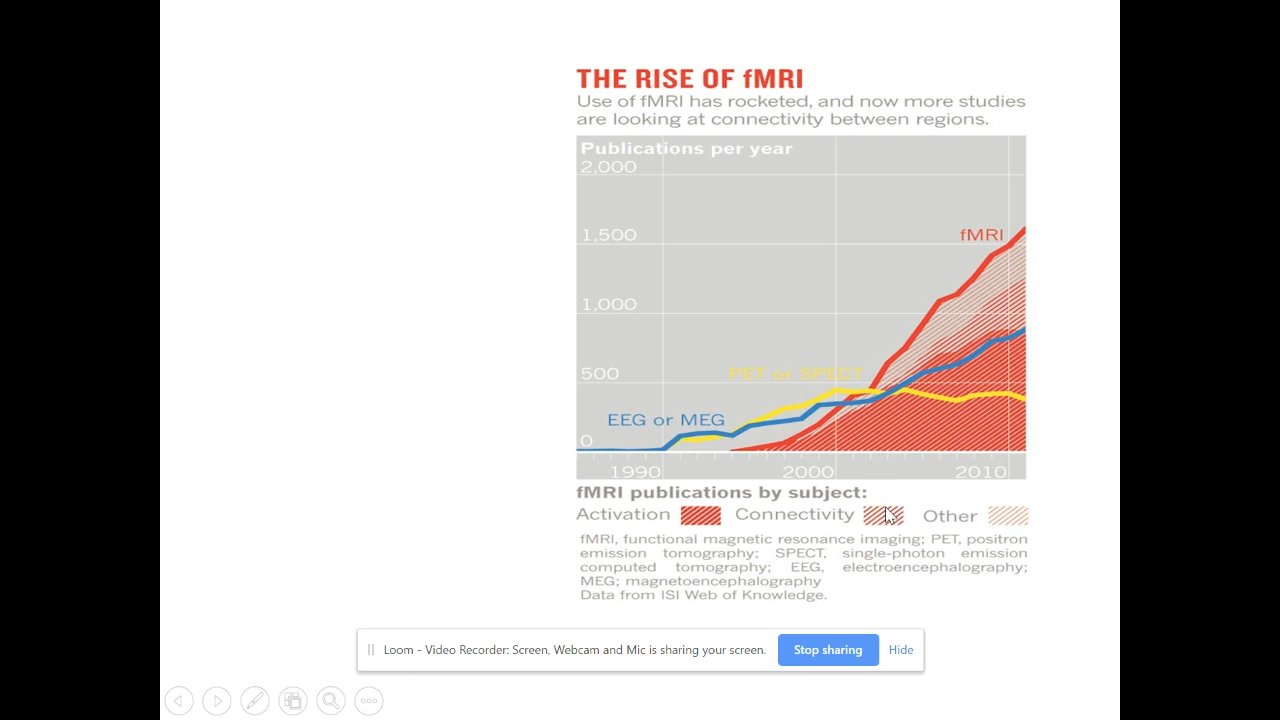 THE RISE OF fMRI
Use of fMRI has rocketed, and now more studies
are looking at connectivity between regions.
Publications per year
2,000
1,500
fMRI
1,000
500
PET or SPECT
EEG or MEG
0
1990
2000
2010
fMRI publications by subject:
Activation
Connectivity
Other
fMRI, functional magnetic resonance imaging; PET, positron
emission tomography; SPECT, single-photon emission
computed tomography; EEG, electroencephalography;
MEG; magnetoencephalography
Data from ISI Web of Knowledge.
Loom - Video Recorder: Screen, Webcam and Mic is sharing your screen.
Stop sharing
Hide